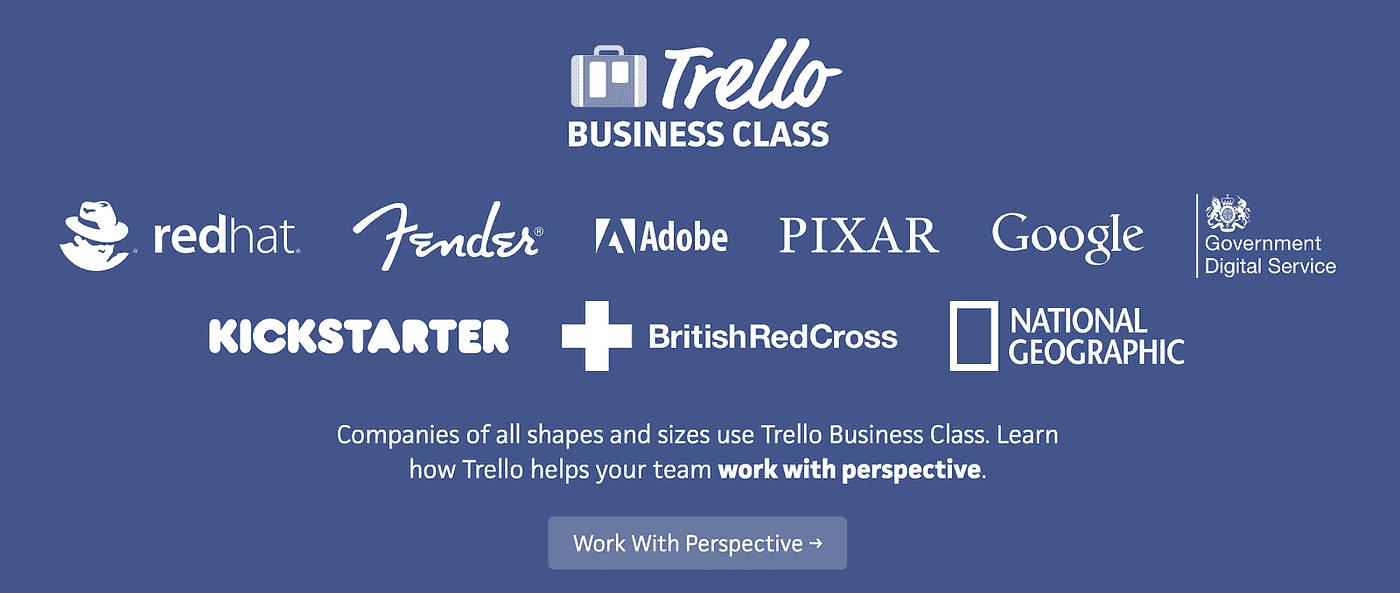 Trello
BUSINESS CLASS
redhat.
Fender®
Adobe
PIXAR
Google
Government
Digital Service
KICKSTARTER
BritishRedCross
NATIONAL
GEOGRAPHIC
Companies of all shapes and sizes use Trello Business Class. Learn
how Trello helps your team work with perspective.
Work With Perspective →